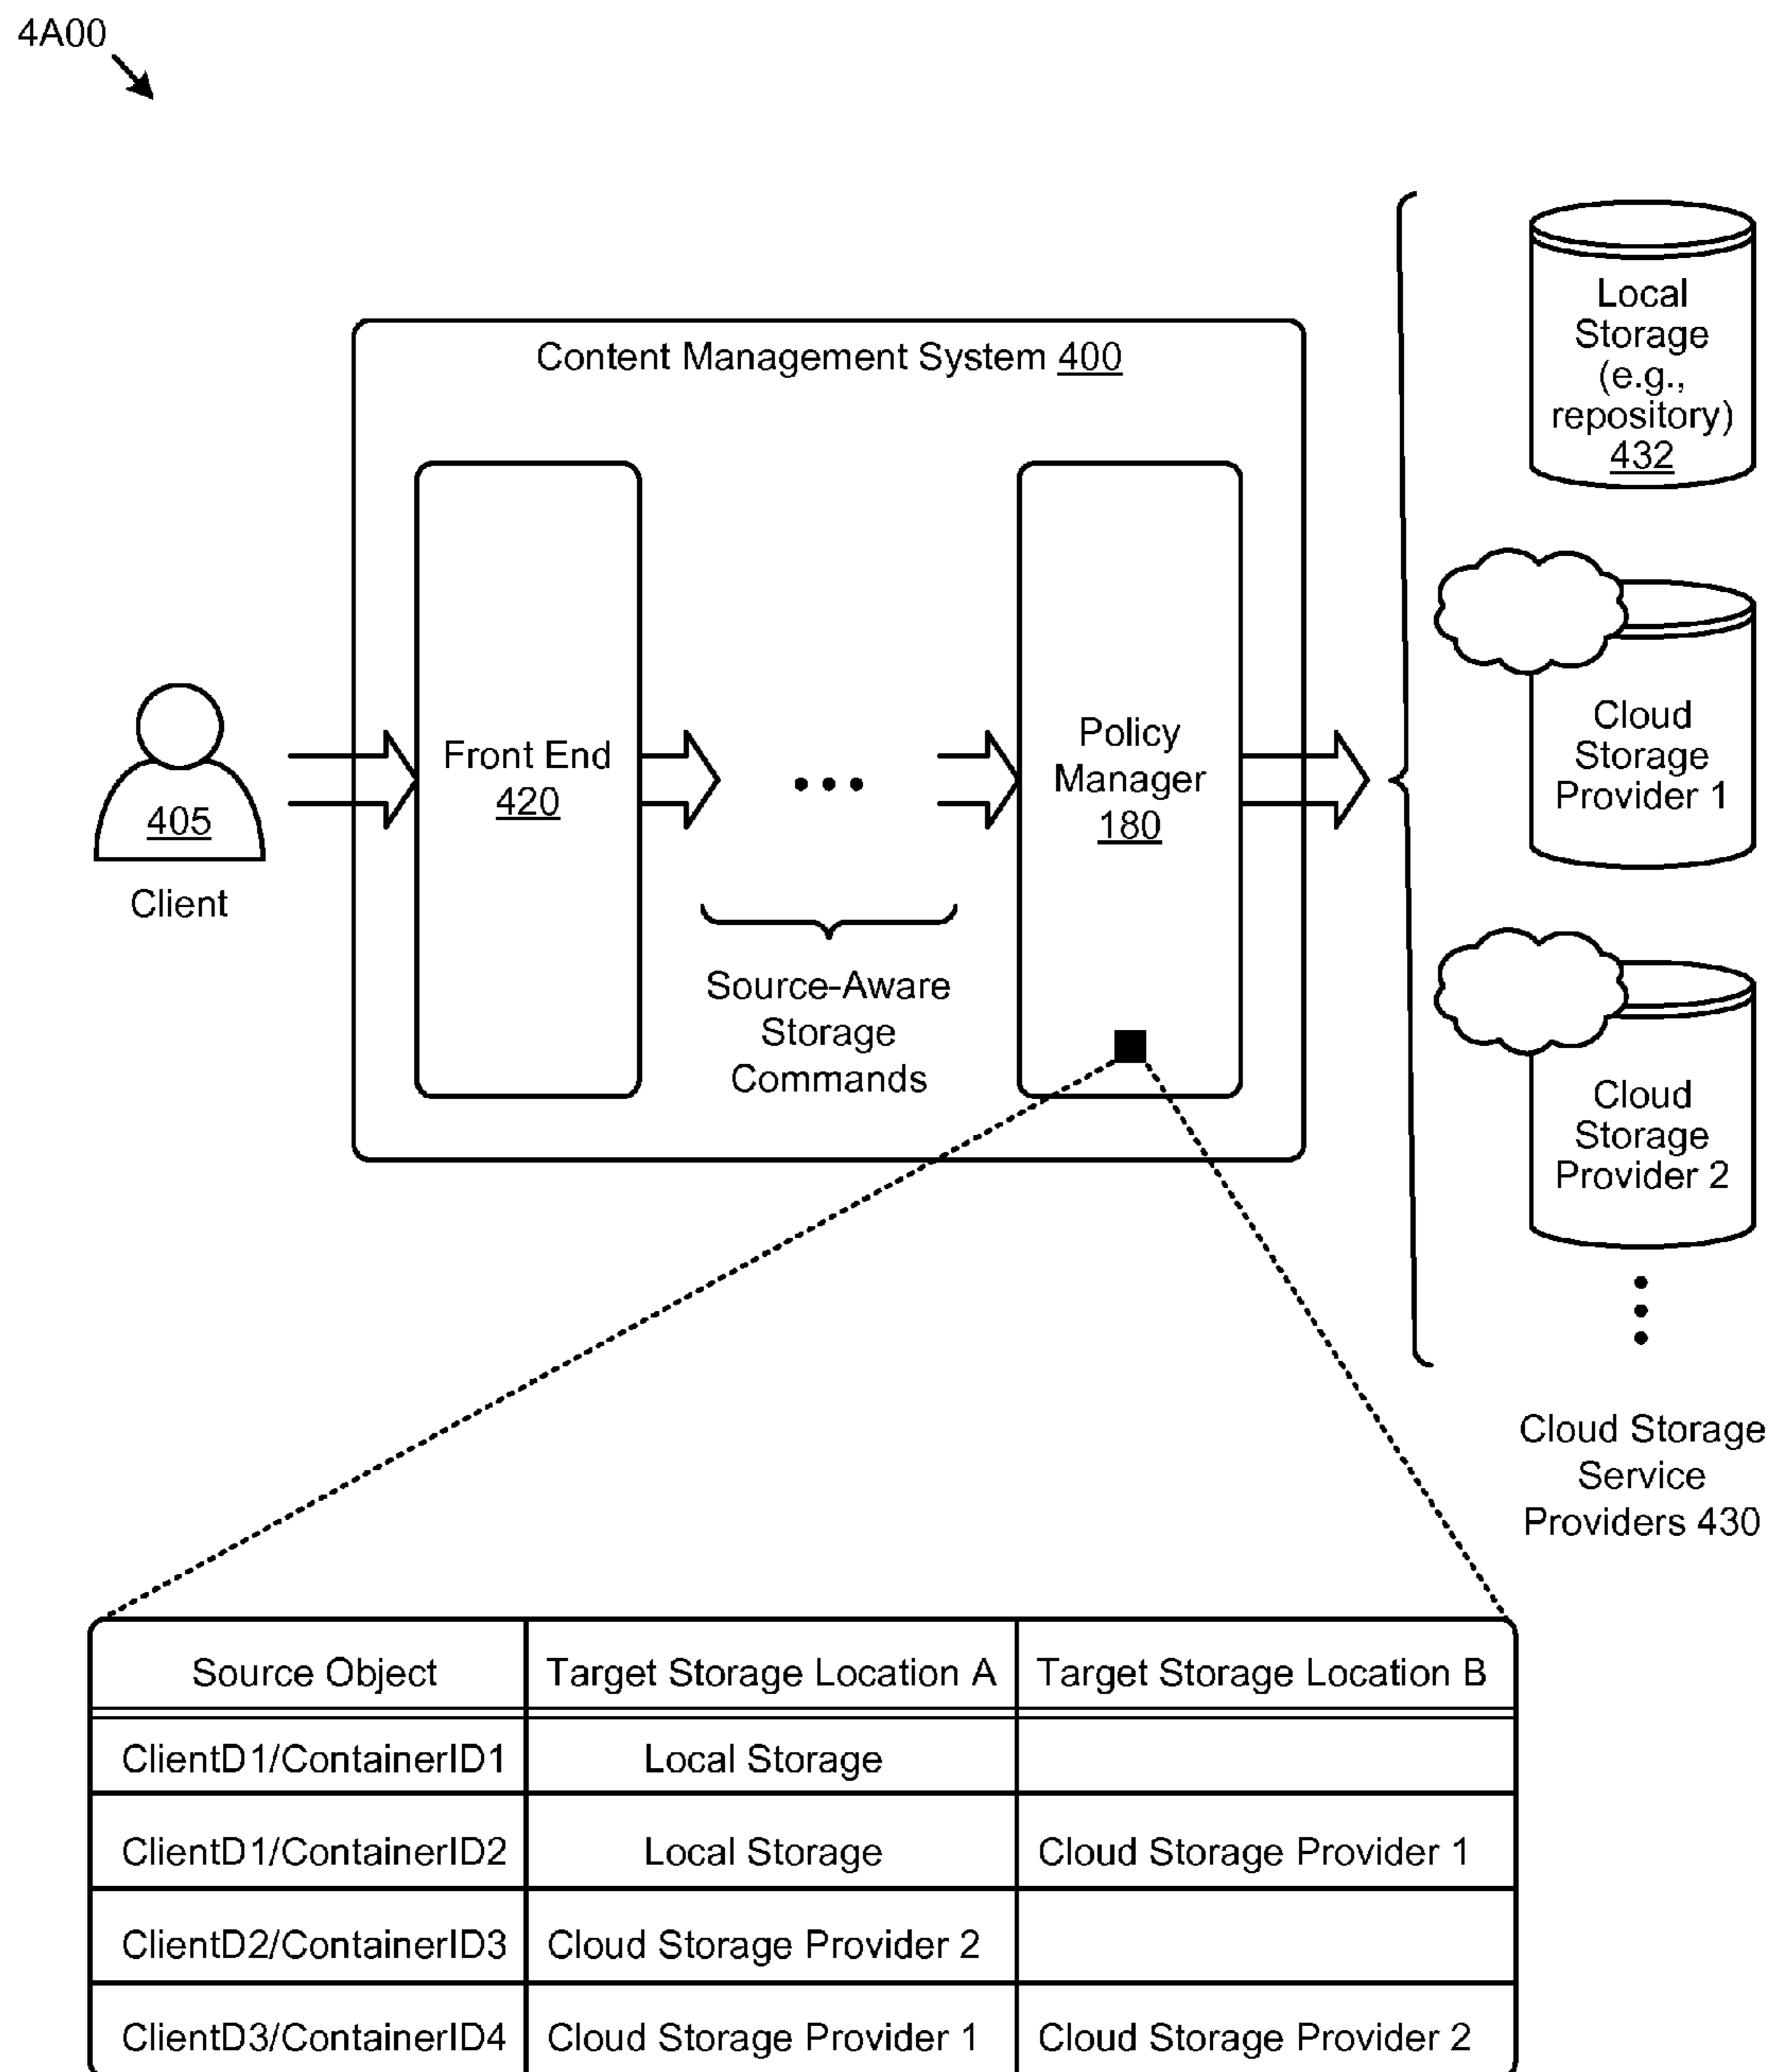 4A00
Content Management System 400
Front End
420
Policy
Manager
180
Source-Aware
Storage
Commands
405
Client
Local
Storage
(e.g.,
repository)
432
Cloud
Storage
Provider 1
Cloud
Storage
Provider 2
Cloud Storage
Service
Providers 430
Source Object Target Storage Location A Target Storage Location B
ClientD1/ContainerID1 Local Storage
ClientD1/ContainerID2 Local Storage Cloud Storage Provider 1
ClientD2/ContainerID3 Cloud Storage Provider 2
ClientD3/ContainerID4 Cloud Storage Provider 1 Cloud Storage Provider 2